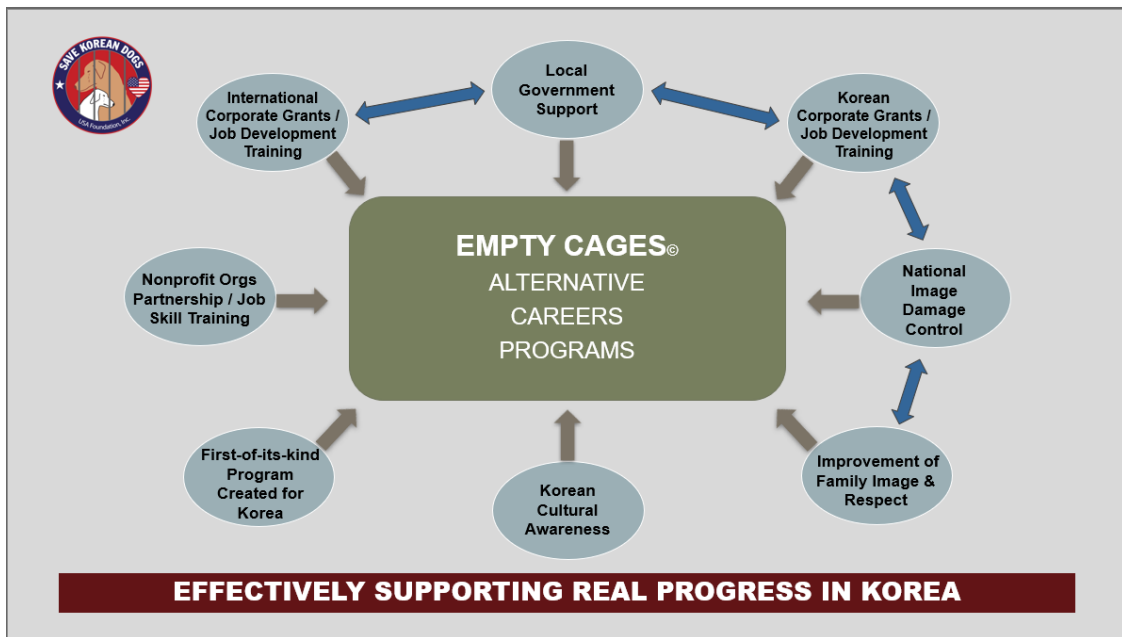 SAVE KOREAN DOGS
USA Foundation, Inc.
International
Corporate Grants /
Job Development
Training
Local
Government
Support
Korean
Corporate Grants /
Job Development
Training
Nonprofit Orgs
Partnership / Job
Skill Training
EMPTY CAGES©
ALTERNATIVE
CAREERS
PROGRAMS
National
Image
Damage
Control
First-of-its-kind
Program
Created for
Korea
Korean
Cultural
Awareness
Improvement of
Family Image &
Respect
EFFECTIVELY SUPPORTING REAL PROGRESS IN KOREA